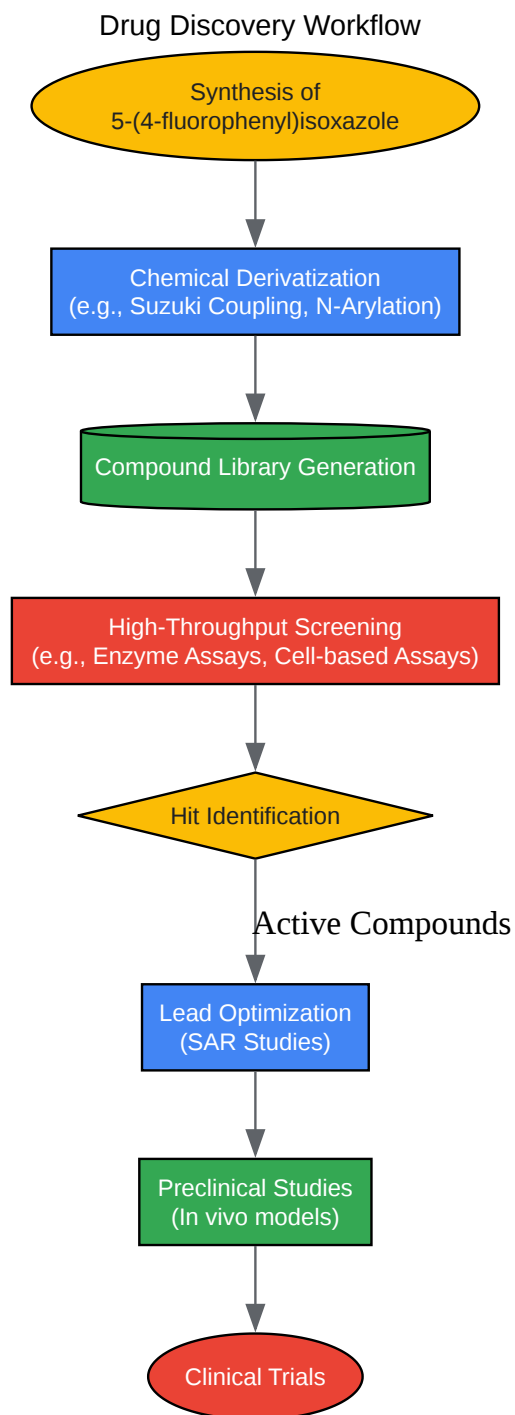 Drug Discovery Workflow
Synthesis of
5-(4-fluorophenyl)isoxazole
Chemical Derivatization
(e.g., Suzuki Coupling, N-Arylation)
Compound Library Generation
High-Throughput Screening
(e.g., Enzyme Assays, Cell-based Assays)
Hit Identification
Active Compounds
Lead Optimization
(SAR Studies)
Preclinical Studies
(In vivo models)
Clinical Trials